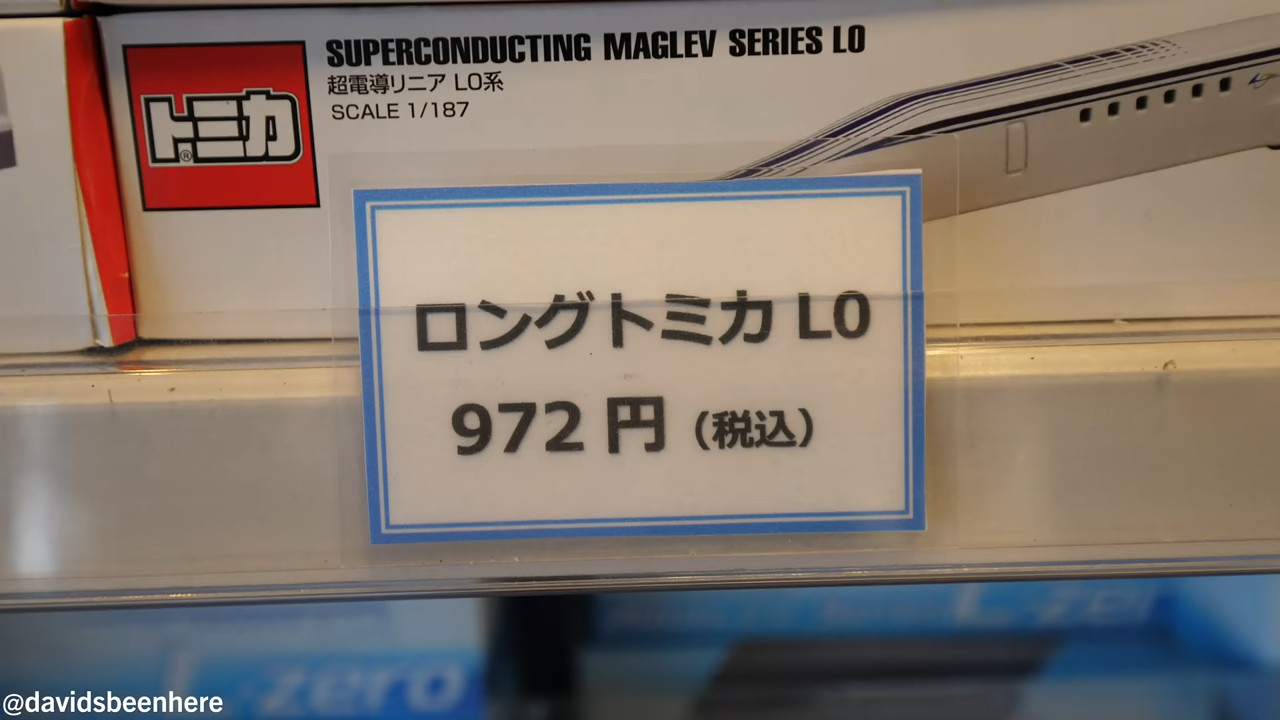 SUPERCONDUCTING MAGLEV SERIES L0
超電導リニア L0系
SCALE 1/187
トミカ®
ロングトミカ L0
972 円（税込）
L-zero
@davidsbeenhere